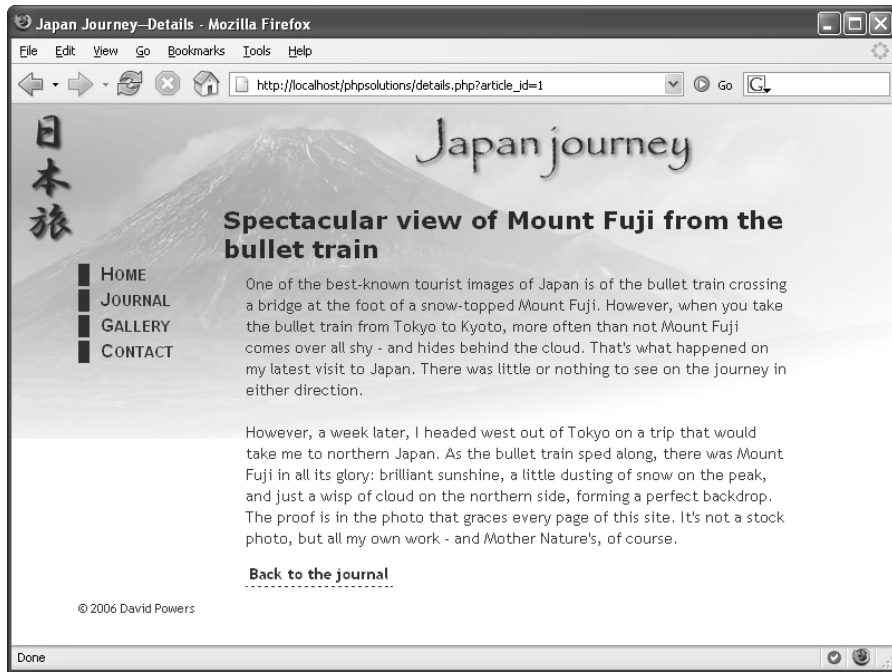 Japan Journey—Details - Mozilla Firefox
File Edit View Go Bookmarks Tools Help
http://localhost/phpsolutions/details.php?article_id=1
Go
G
日本旅
Japan journey
Spectacular view of Mount Fuji from the
bullet train
HOME
JOURNAL
GALLERY
CONTACT
One of the best-known tourist images of Japan is of the bullet train crossing
a bridge at the foot of a snow-topped Mount Fuji. However, when you take
the bullet train from Tokyo to Kyoto, more often than not Mount Fuji
comes over all shy - and hides behind the cloud. That's what happened on
my latest visit to Japan. There was little or nothing to see on the journey in
either direction.
However, a week later, I headed west out of Tokyo on a trip that would
take me to northern Japan. As the bullet train sped along, there was Mount
Fuji in all its glory: brilliant sunshine, a little dusting of snow on the peak,
and just a wisp of cloud on the northern side, forming a perfect backdrop.
The proof is in the photo that graces every page of this site. It's not a stock
photo, but all my own work - and Mother Nature's, of course.
Back to the journal
© 2006 David Powers
Done